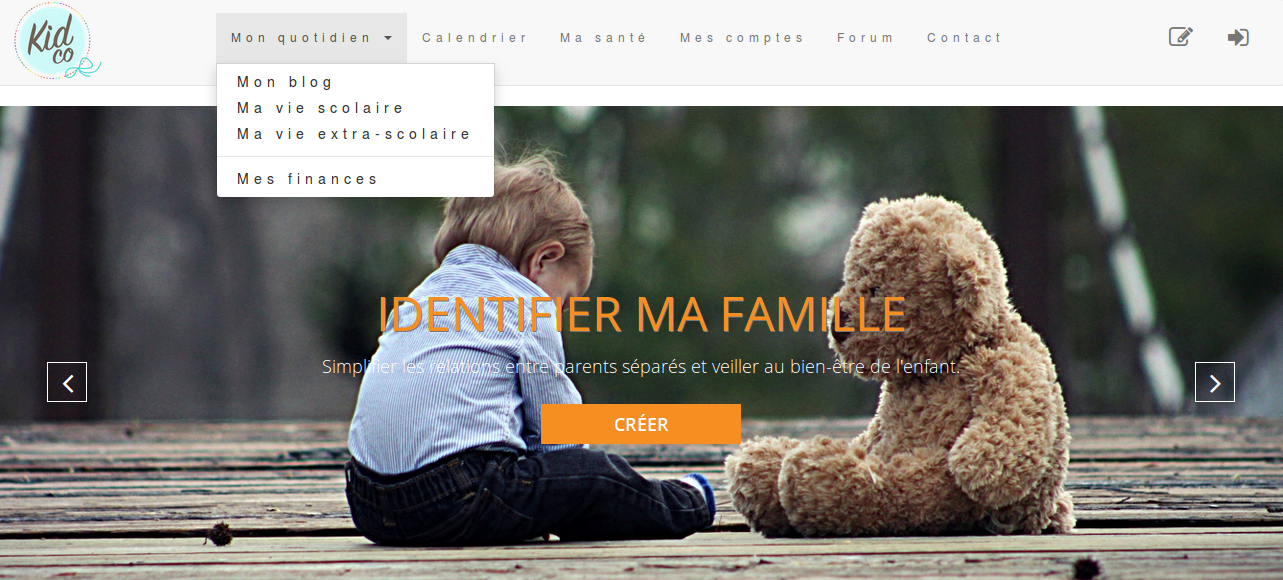 Kid
co
Mon quotidien
Calendrier
Ma santé
Mes comptes
Forum
Contact
Mon blog
Ma vie scolaire
Ma vie extra-scolaire
Mes finances
IDENTIFIER MA FAMILLE
Simplifier les relations entre parents séparés et veiller au bien-être de l'enfant.
CRÉER